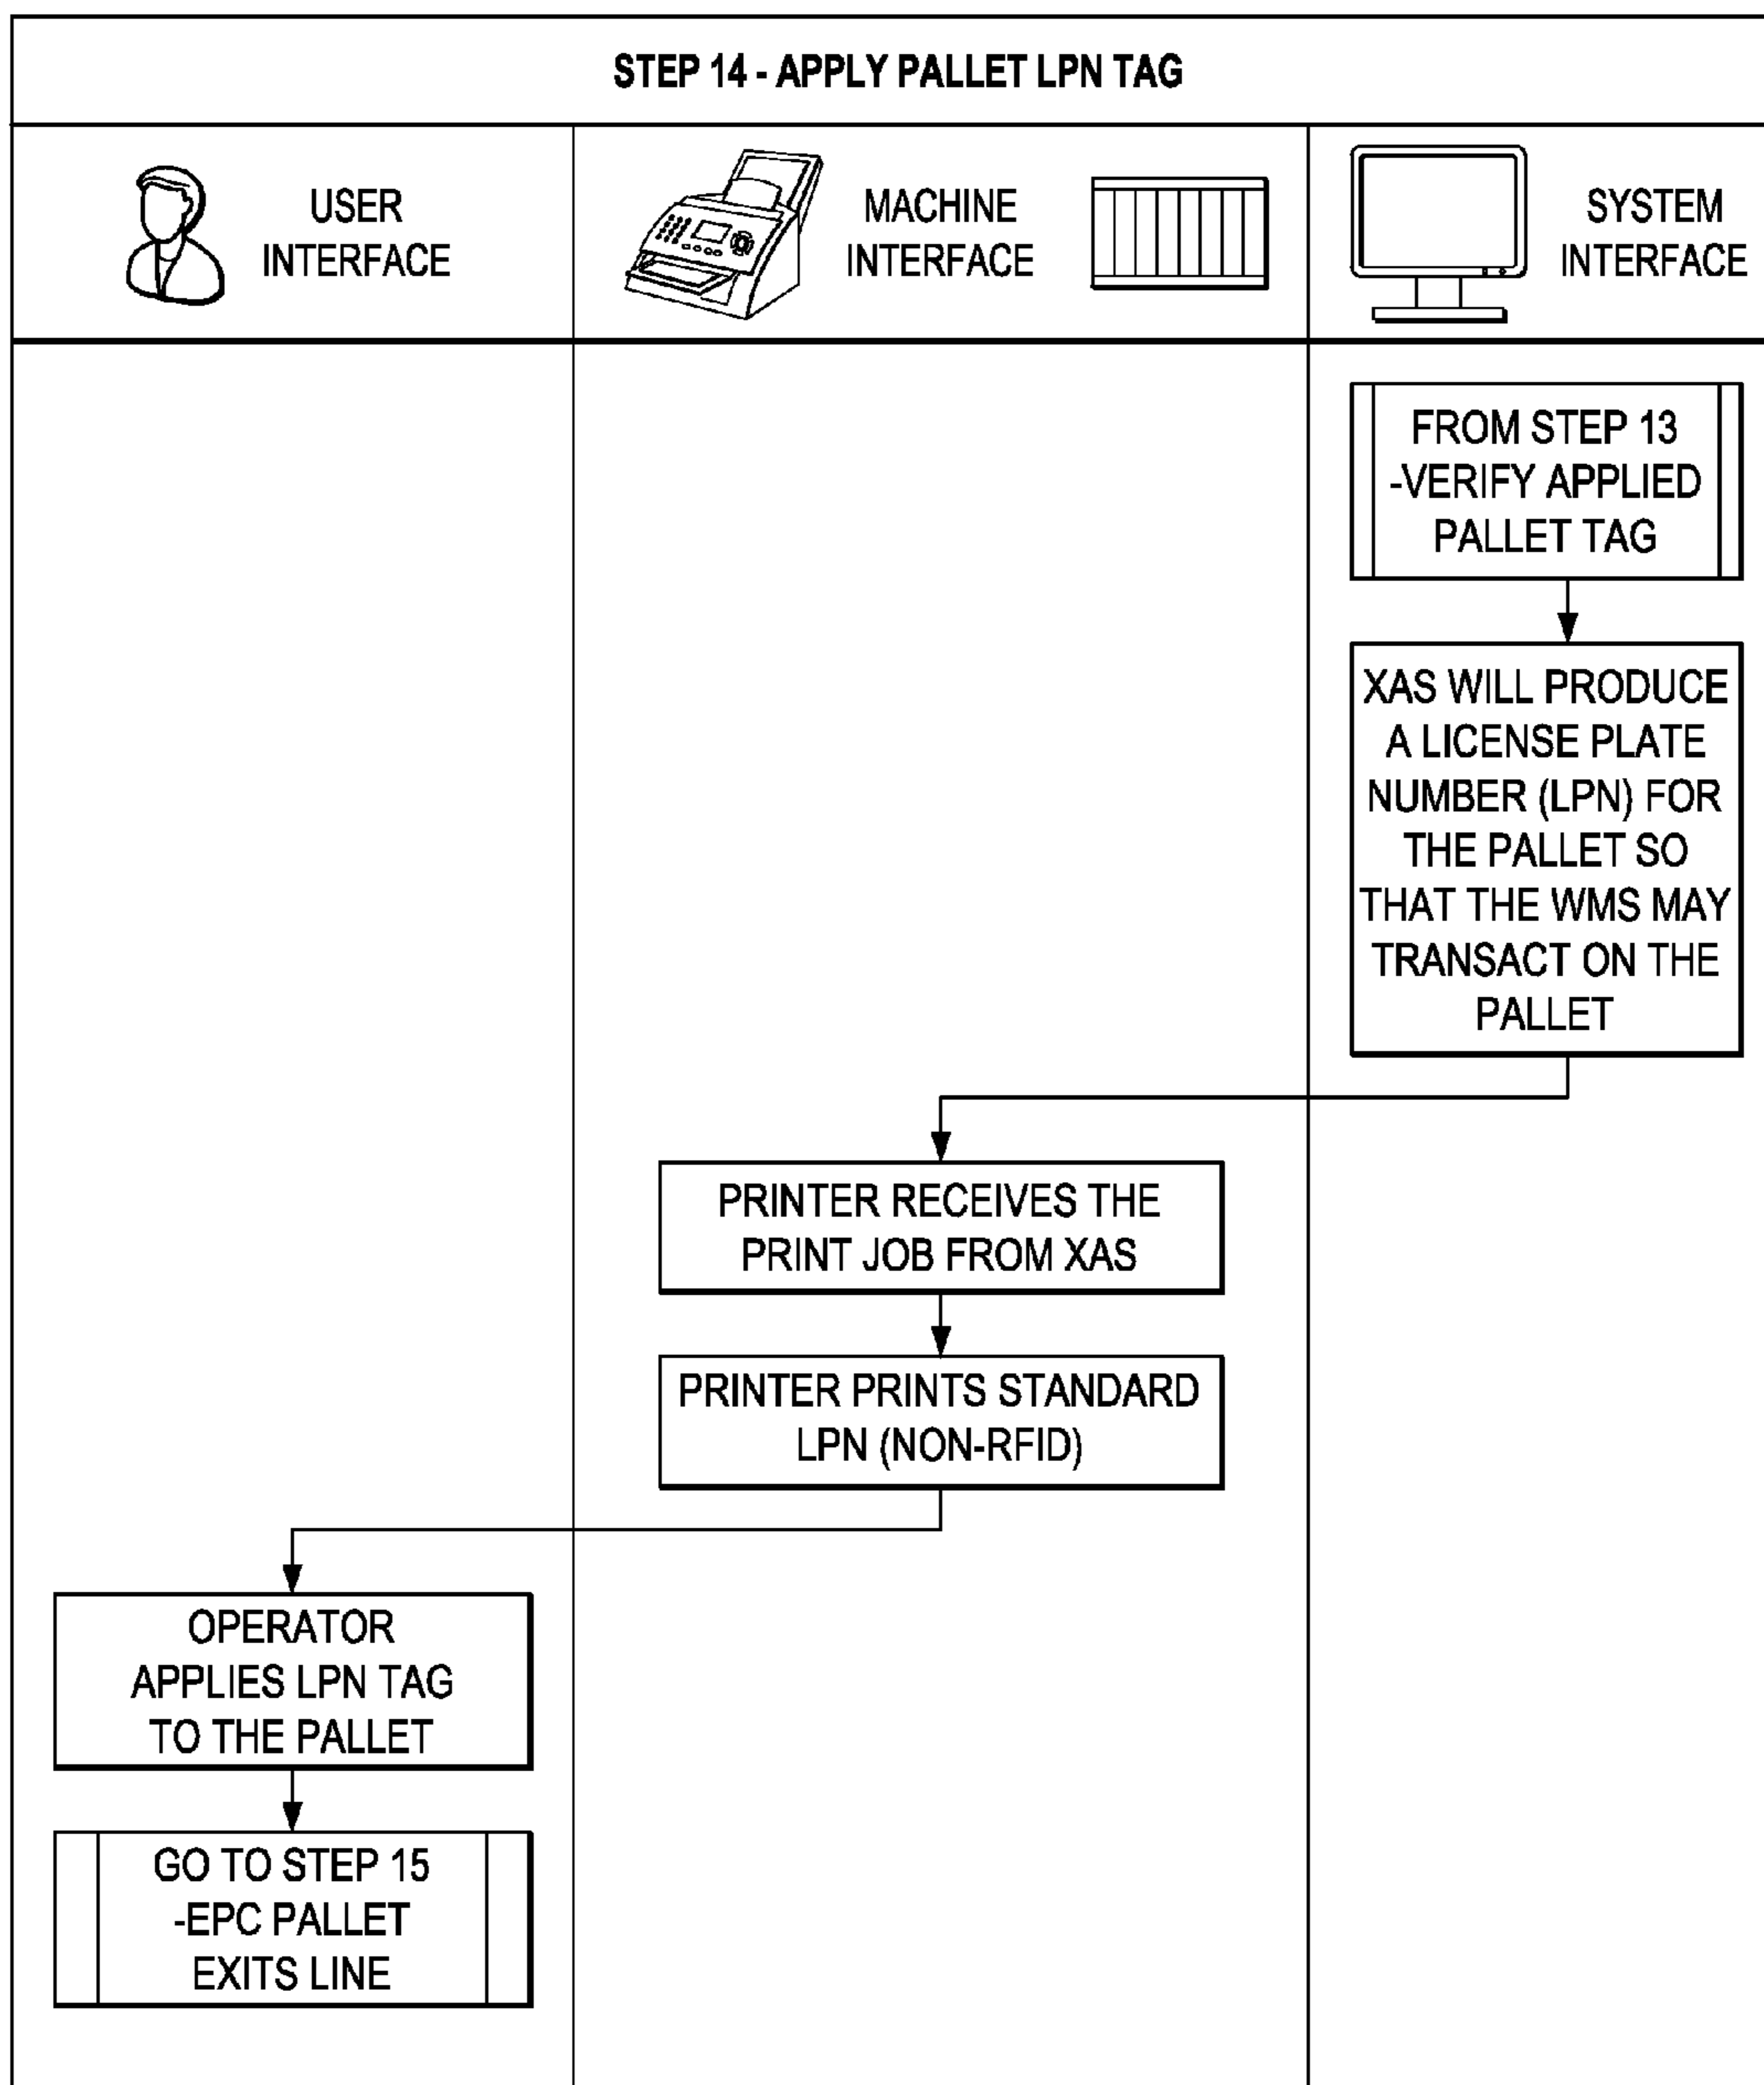 STEP 14 - APPLY PALLET LPN TAG
USER
INTERFACE
MACHINE
INTERFACE
SYSTEM
INTERFACE
FROM STEP 13
-VERIFY APPLIED
PALLET TAG
XAS WILL PRODUCE
A LICENSE PLATE
NUMBER (LPN) FOR
THE PALLET SO
THAT THE WMS MAY
TRANSACT ON THE
PALLET
PRINTER RECEIVES THE
PRINT JOB FROM XAS
PRINTER PRINTS STANDARD
LPN (NON-RFID)
OPERATOR
APPLIES LPN TAG
TO THE PALLET
GO TO STEP 15
-EPC PALLET
EXITS LINE